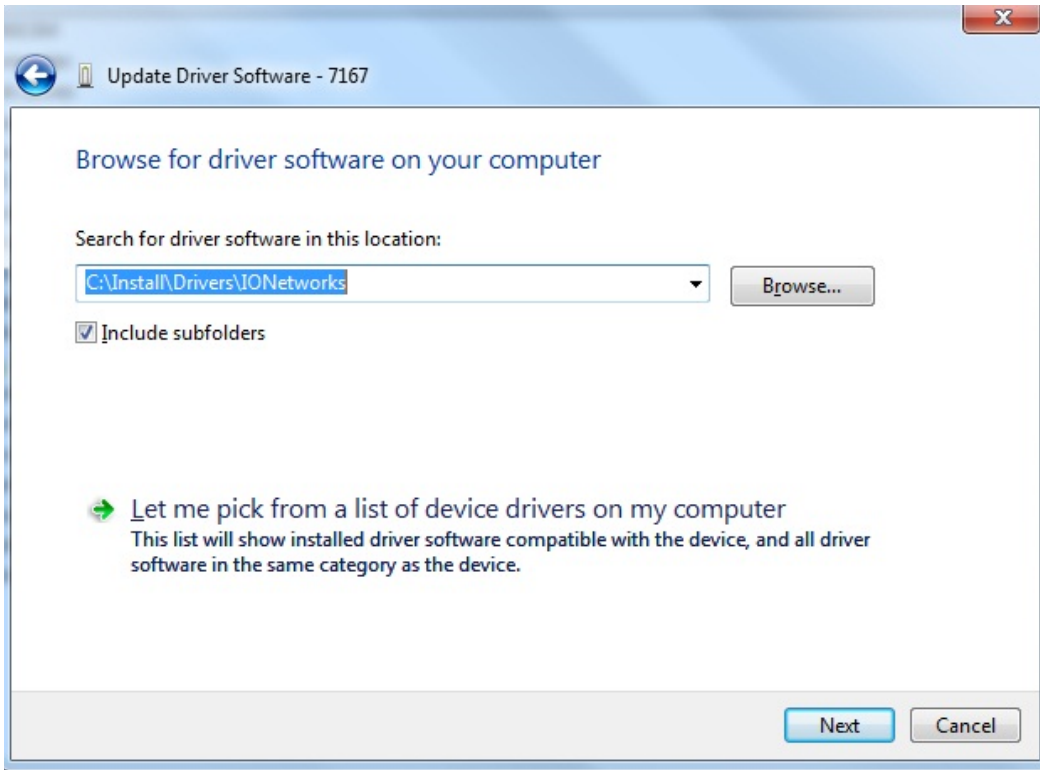 Update Driver Software - 7167
Browse for driver software on your computer
Search for driver software in this location:
C:\Install\Drivers\IONetworks
Browse...
Include subfolders
Let me pick from a list of device drivers on my computer
This list will show installed driver software compatible with the device, and all driver
software in the same category as the device.
Next
Cancel